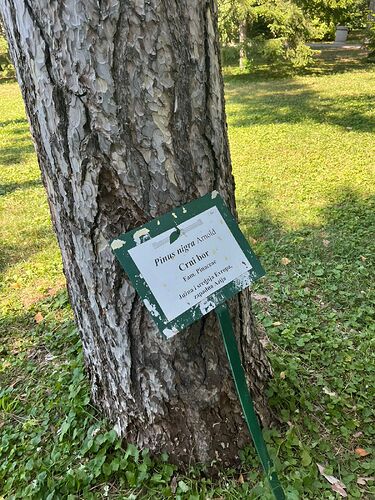 Pinus nigra Arnold
Crni bor
Fam. Pinaceae
Južna i srednja Evropa,
zapadna Azija